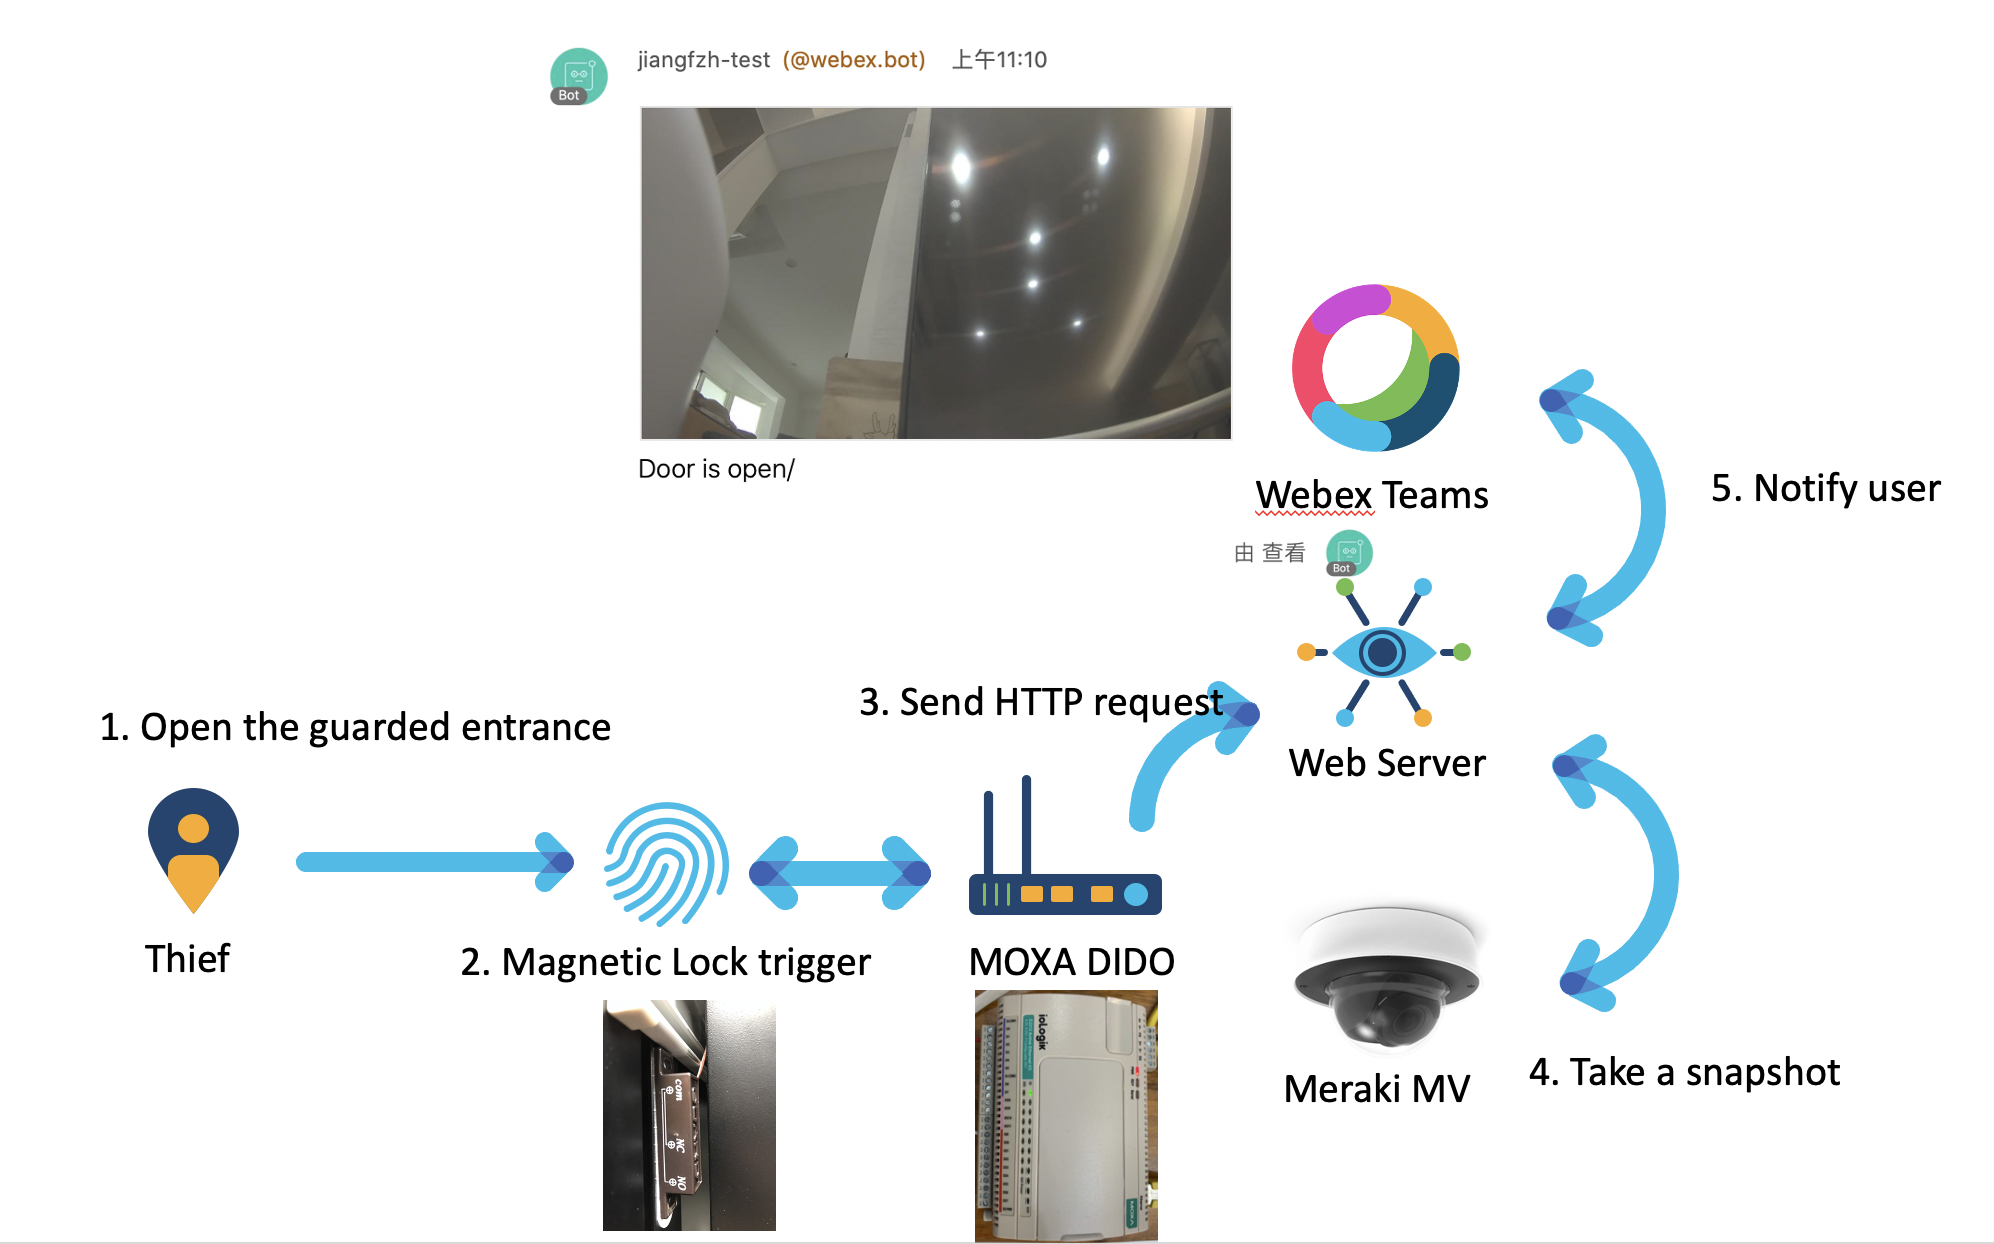 jiangfzh-test (@webex.bot) 上午11:10
Bot
Door is open/
Webex Teams
5. Notify user
由 查看
Bot
3. Send HTTP request
1. Open the guarded entrance
Web Server
Thief
2. Magnetic Lock trigger
MOXA DIDO
COM
NC
NO
ioLogik
MOXA
Meraki MV
4. Take a snapshot